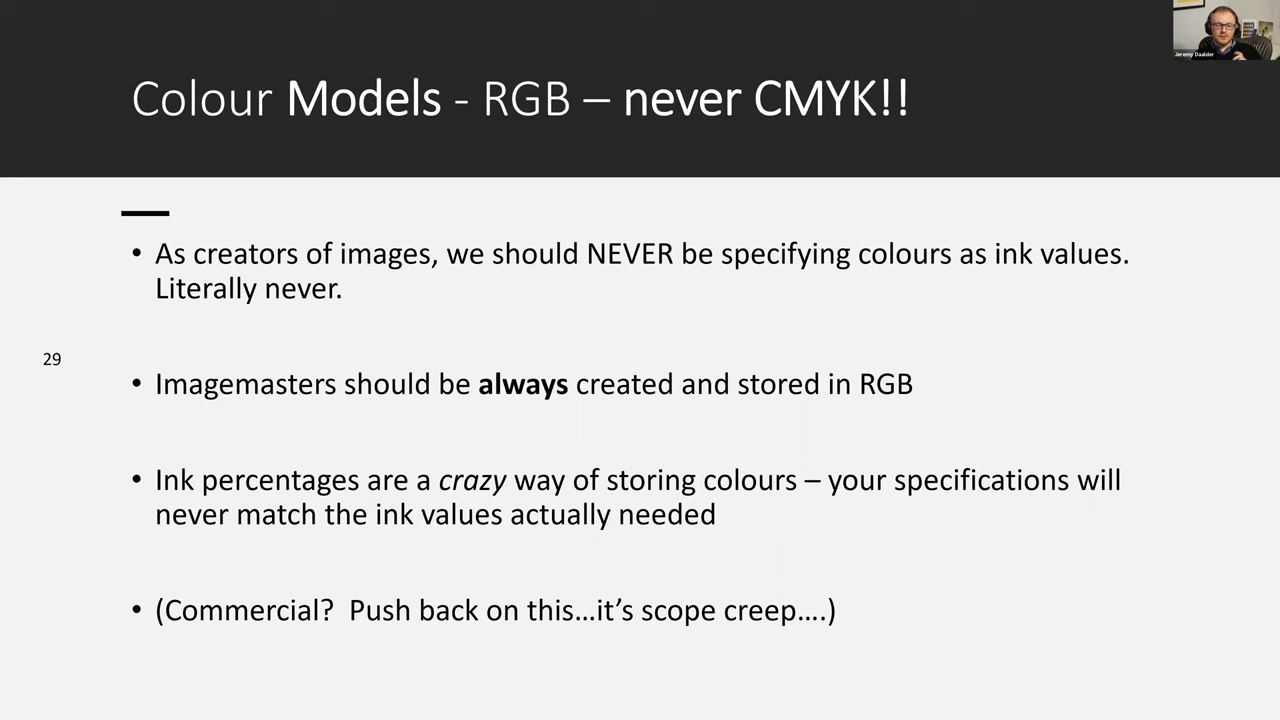 Jeremy Daalder
Colour Models - RGB – never CMYK!!
• As creators of images, we should NEVER be specifying colours as ink values.
Literally never.
29
• Imagemasters should be always created and stored in RGB
• Ink percentages are a crazy way of storing colours – your specifications will
never match the ink values actually needed
• (Commercial?  Push back on this...it’s scope creep....)